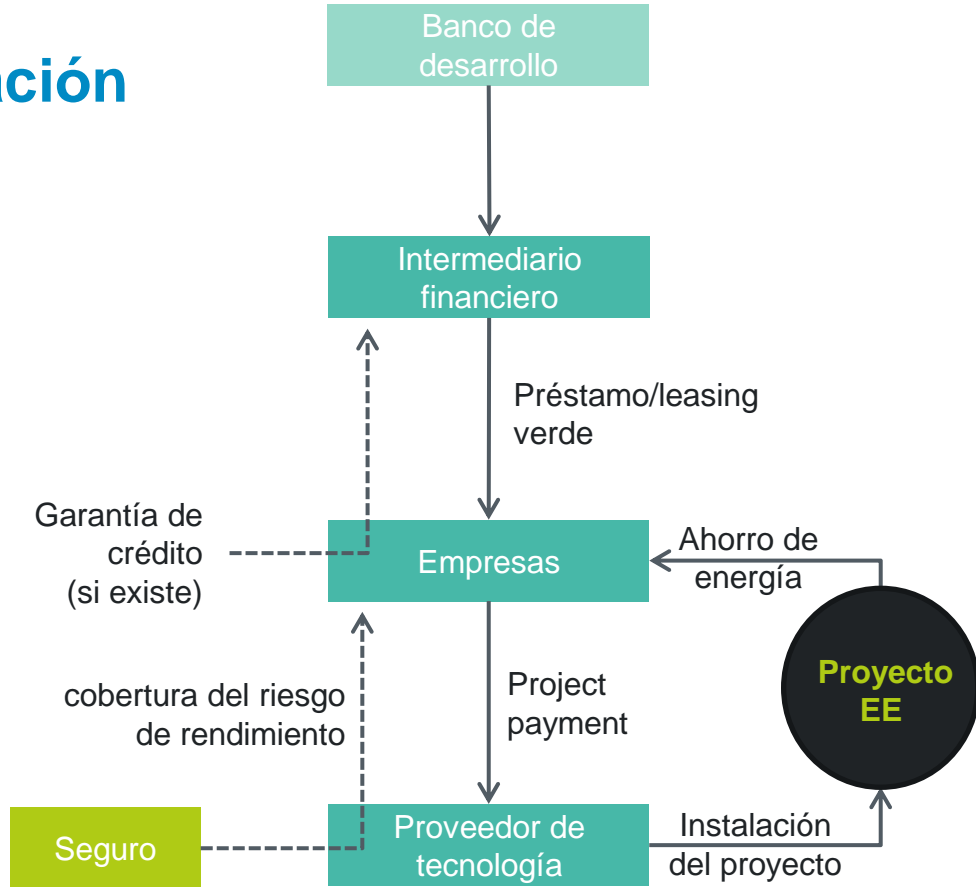 Banco de
desarrollo
ación
Intermediario
financiero
Préstamo/leasing
verde
Garantía de
crédito
(si existe)
Empresas
Ahorro de
energía
Proyecto
EE
cobertura del riesgo
de rendimiento
Project
payment
Seguro
Proveedor de
tecnología
Instalación
del proyecto